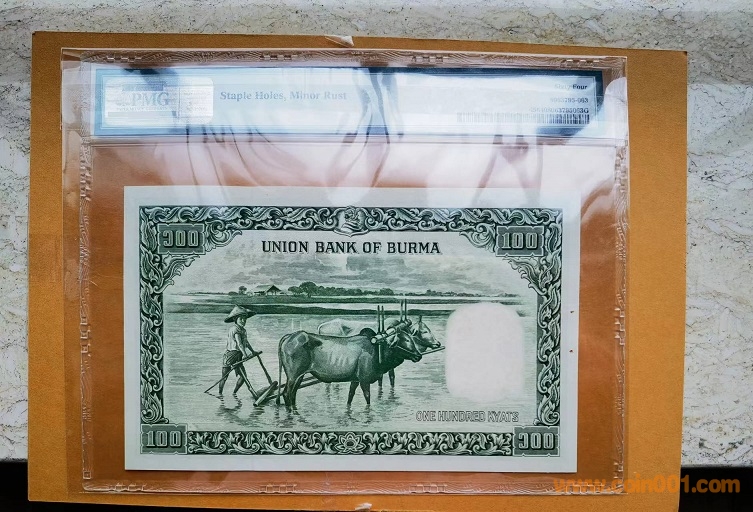 PMG
Staple Holes, Minor Rust
Four
၁၀၀
100
UNION BANK OF BURMA
ONE HUNDRED KYATS
100
၁၀၀
www.coin001.com